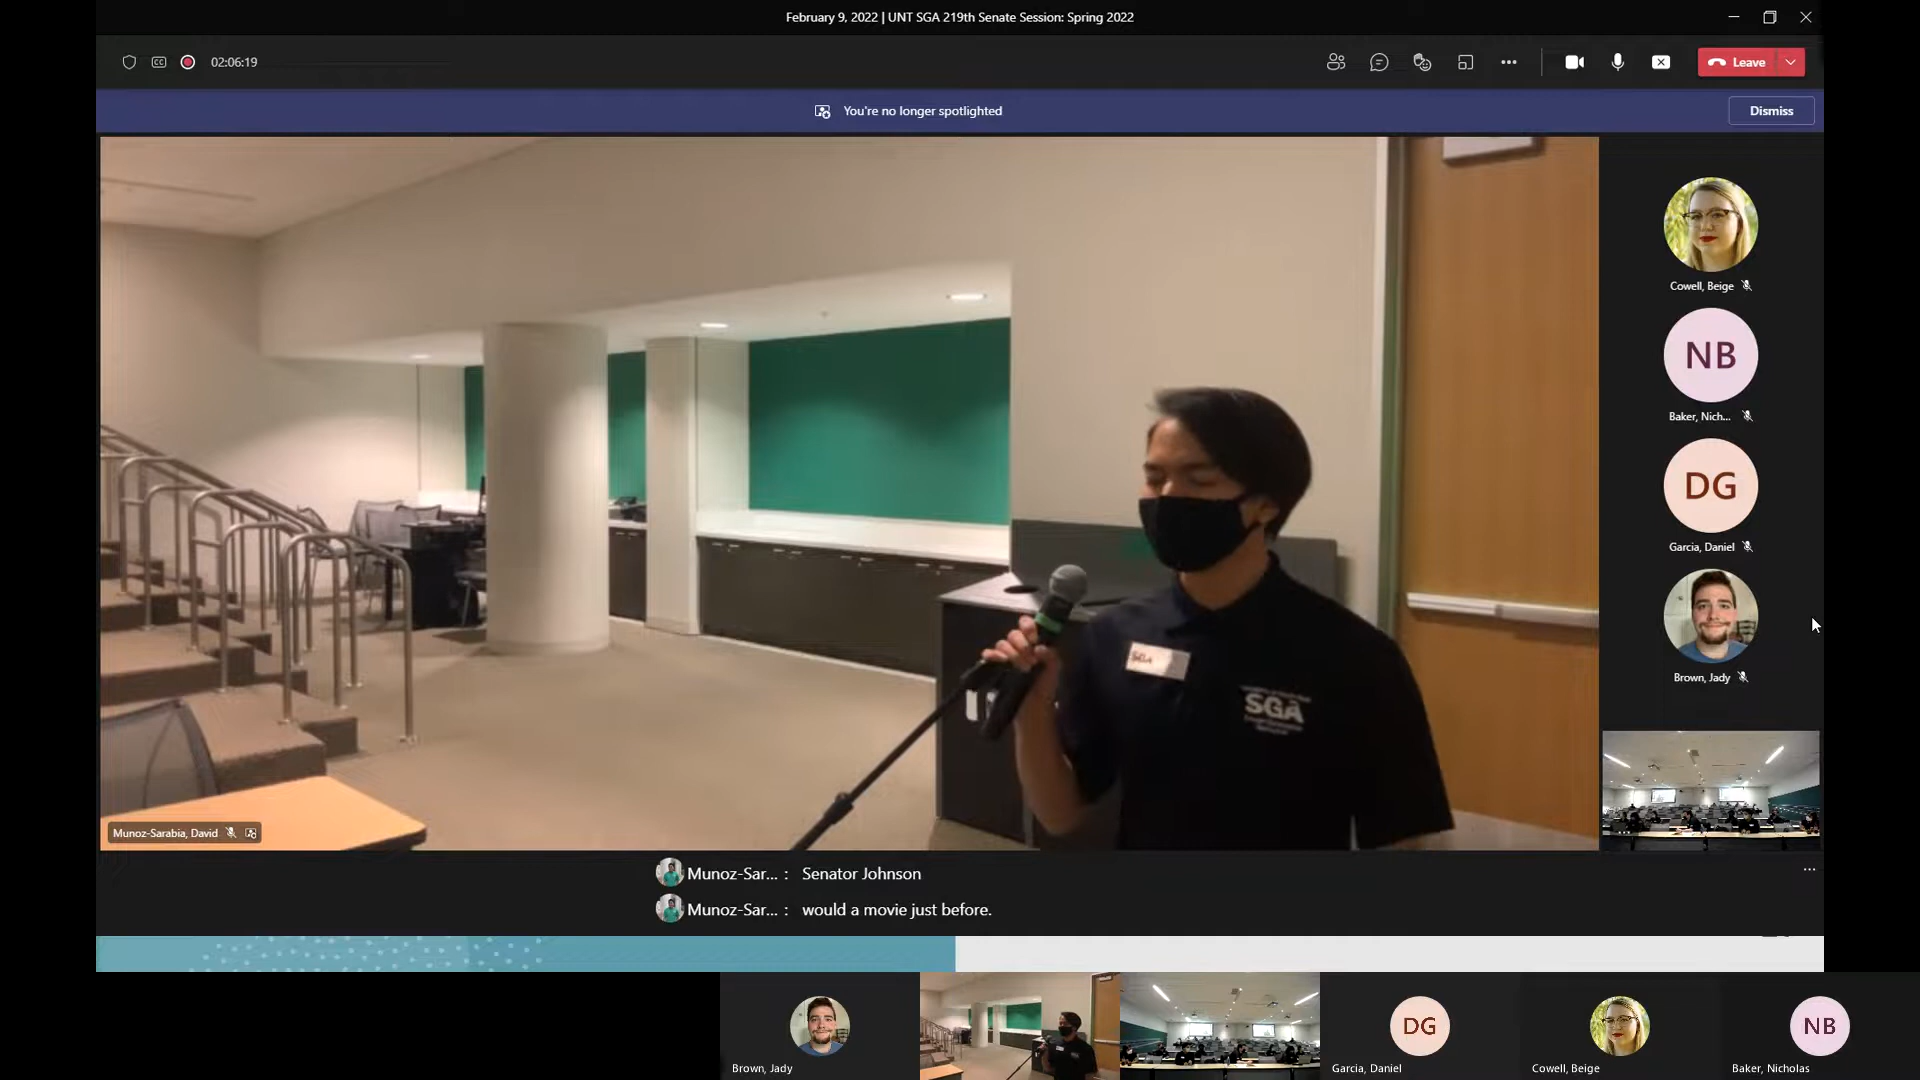 February 9, 2022 | UNT SGA 219th Senate Session: Spring 2022
CC
02:06:19
Leave
You're no longer spotlighted
Dismiss
Cowell, Beige
NB
Baker, Nich...
DG
Garcia, Daniel
Brown, Jady
SGA
SGA
Munoz-Sarabia, David
Munoz-Sar... : Senator Johnson
Munoz-Sar... : would a movie just before.
Brown, Jady
DG
Garcia, Daniel
Cowell, Beige
NB
Baker, Nicholas